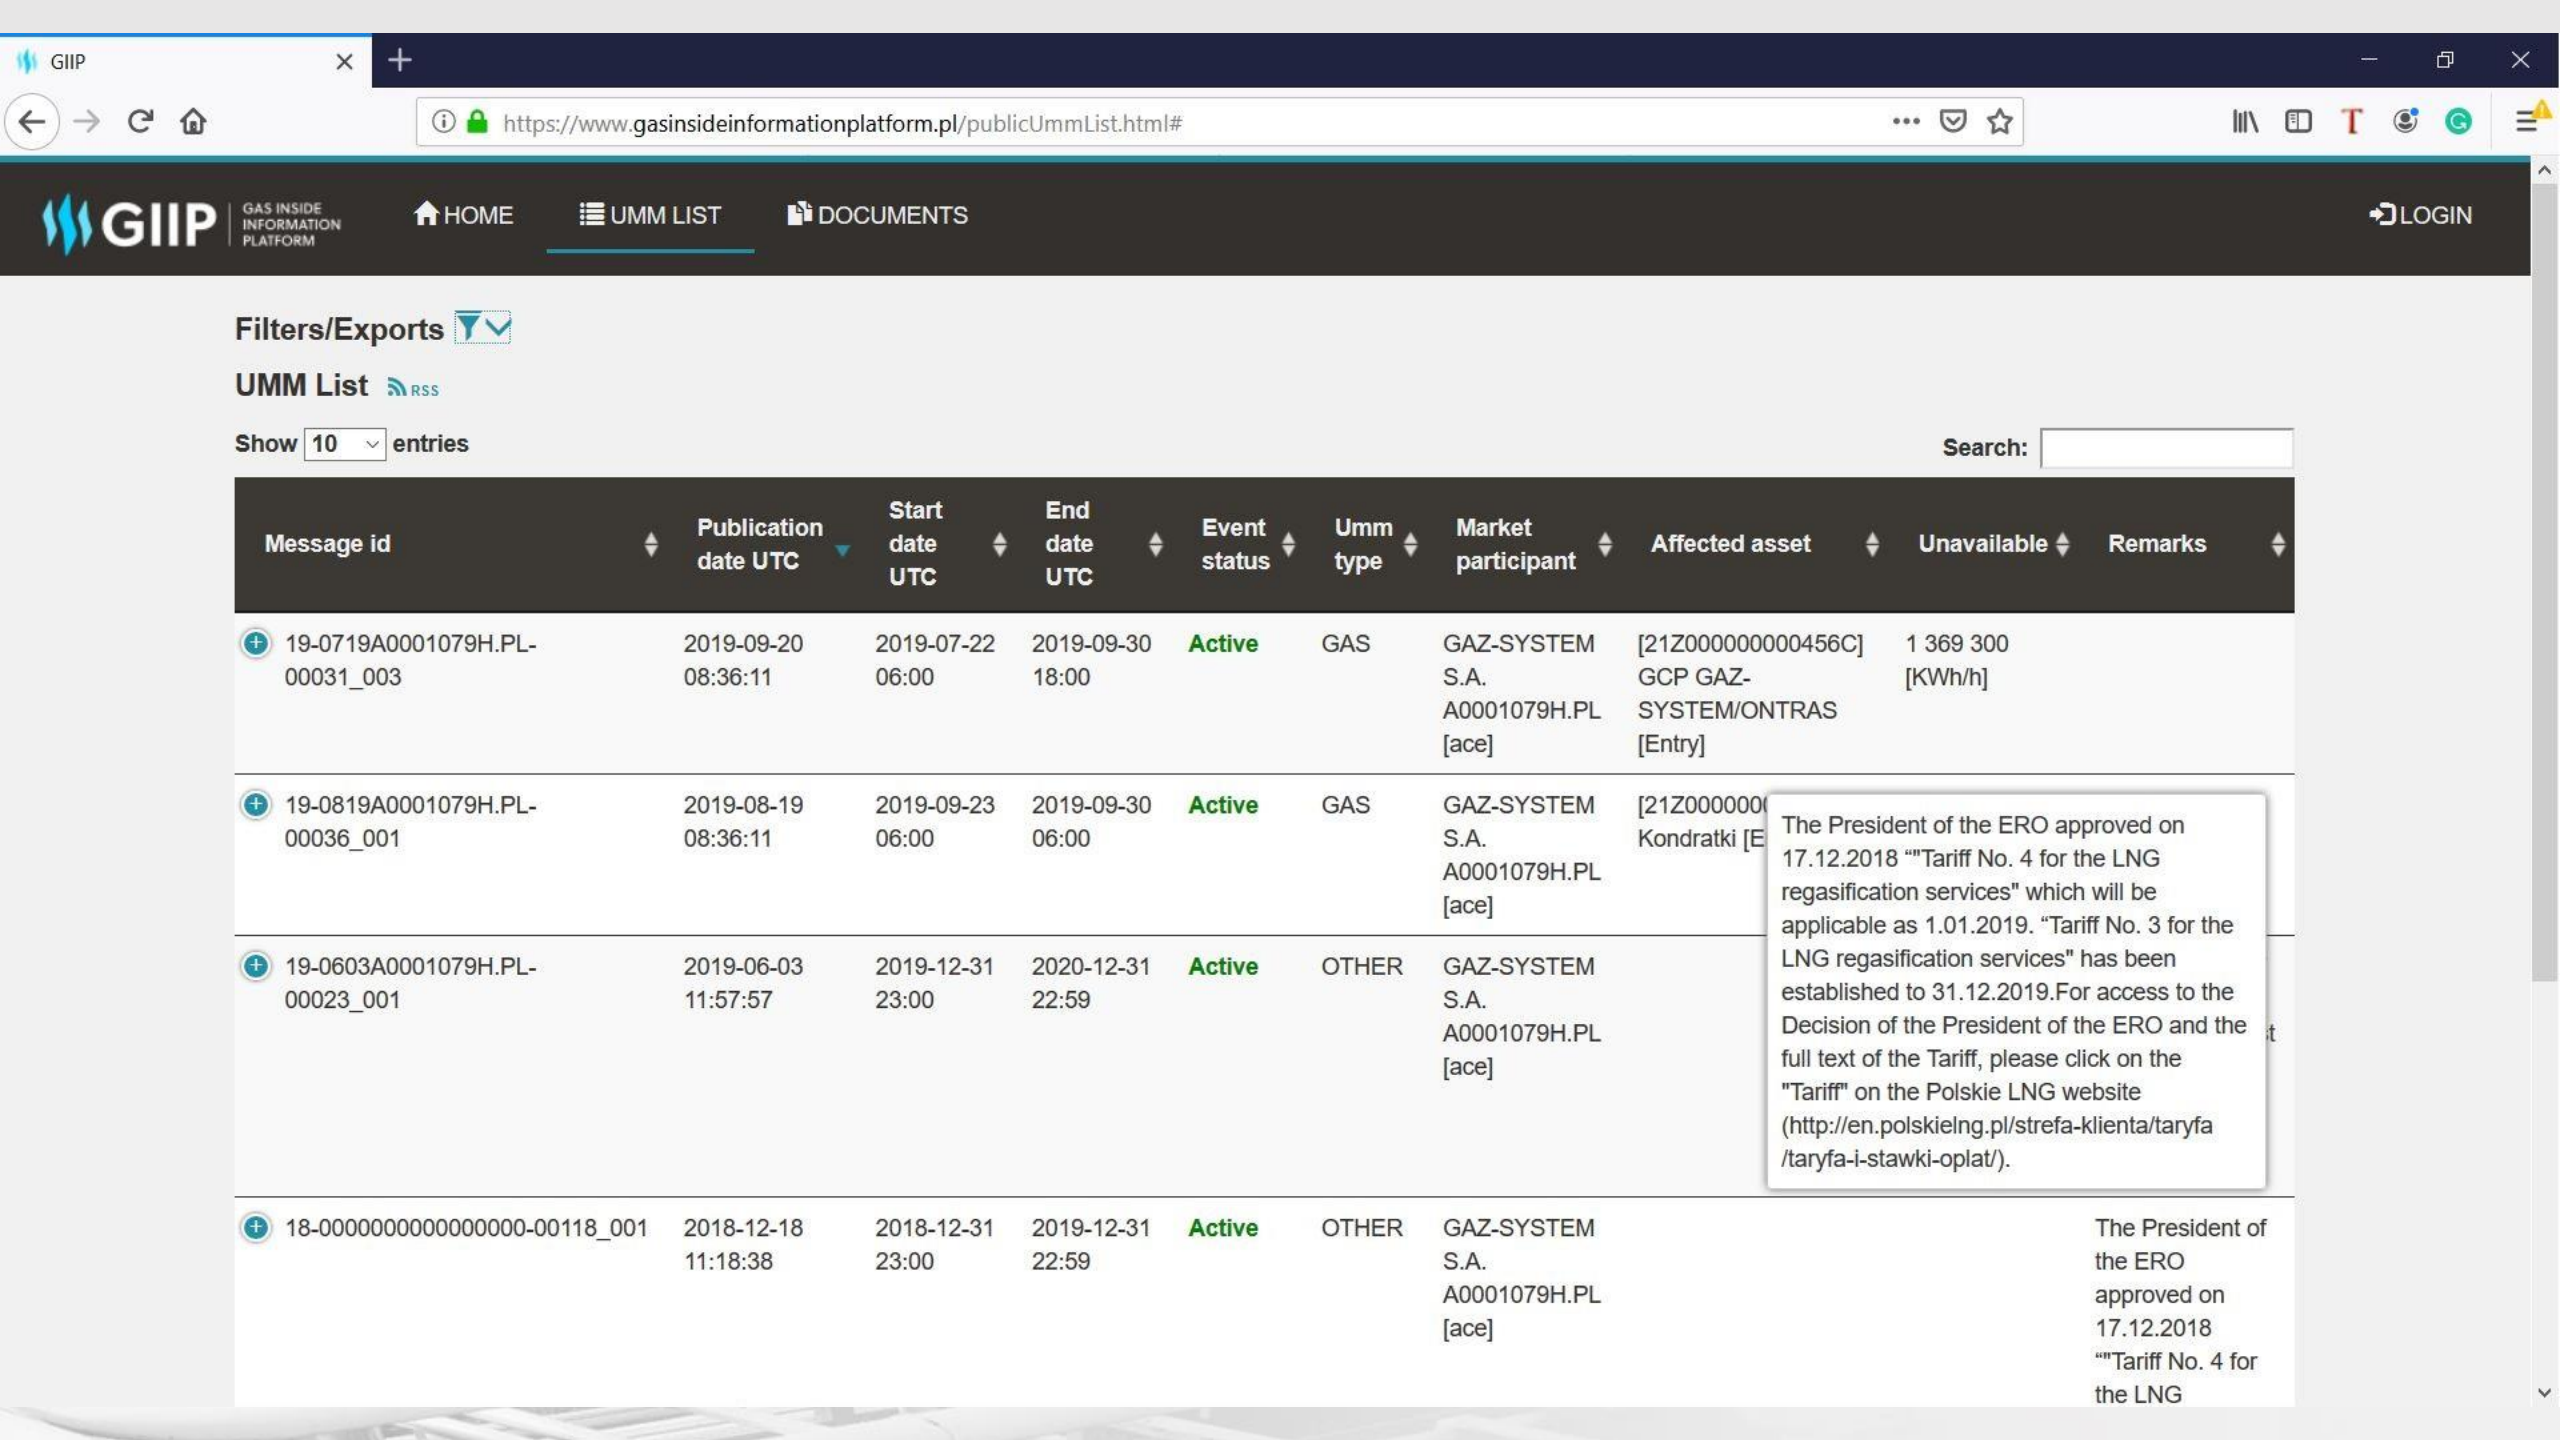 GIIP
https://www.gasinsideinformationplatform.pl/publicUmmList.html#
GIIP
GAS INSIDE
INFORMATION
PLATFORM
HOME
UMM LIST
DOCUMENTS
LOGIN
Filters/Exports
UMM List RSS
Show 10 entries
Search:
Message id
Publication
date UTC
Start
date
UTC
End
date
UTC
Event
status
Umm
type
Market
participant
Affected asset
Unavailable
Remarks
19-0719A0001079H.PL-
00031_003
2019-09-20
08:36:11
2019-07-22
06:00
2019-09-30
18:00
Active
GAS
GAZ-SYSTEM
S.A.
A0001079H.PL
[ace]
[21Z000000000456C]
GCP GAZ-
SYSTEM/ONTRAS
[Entry]
1 369 300
[KWh/h]
19-0819A0001079H.PL-
00036_001
2019-08-19
08:36:11
2019-09-23
06:00
2019-09-30
06:00
Active
GAS
GAZ-SYSTEM
S.A.
A0001079H.PL
[ace]
Kondratki
The President of the ERO approved on
17.12.2018 “"Tariff No. 4 for the LNG
regasification services" which will be
applicable as 1.01.2019. “Tariff No. 3 for the
LNG regasification services" has been
established to 31.12.2019.For access to the
Decision of the President of the ERO and the
full text of the Tariff, please click on the
"Tariff" on the Polskie LNG website
(http://en.polskielng.pl/strefa-klienta/taryfa
/taryfa-i-stawki-oplat/).
19-0603A0001079H.PL-
00023_001
2019-06-03
11:57:57
2019-12-31
23:00
2020-12-31
22:59
Active
OTHER
GAZ-SYSTEM
S.A.
A0001079H.PL
[ace]
18-0000000000000000-00118_001
2018-12-18
11:18:38
2018-12-31
23:00
2019-12-31
22:59
Active
OTHER
GAZ-SYSTEM
S.A.
A0001079H.PL
[ace]
The President of
the ERO
approved on
17.12.2018
“"Tariff No. 4 for
the LNG